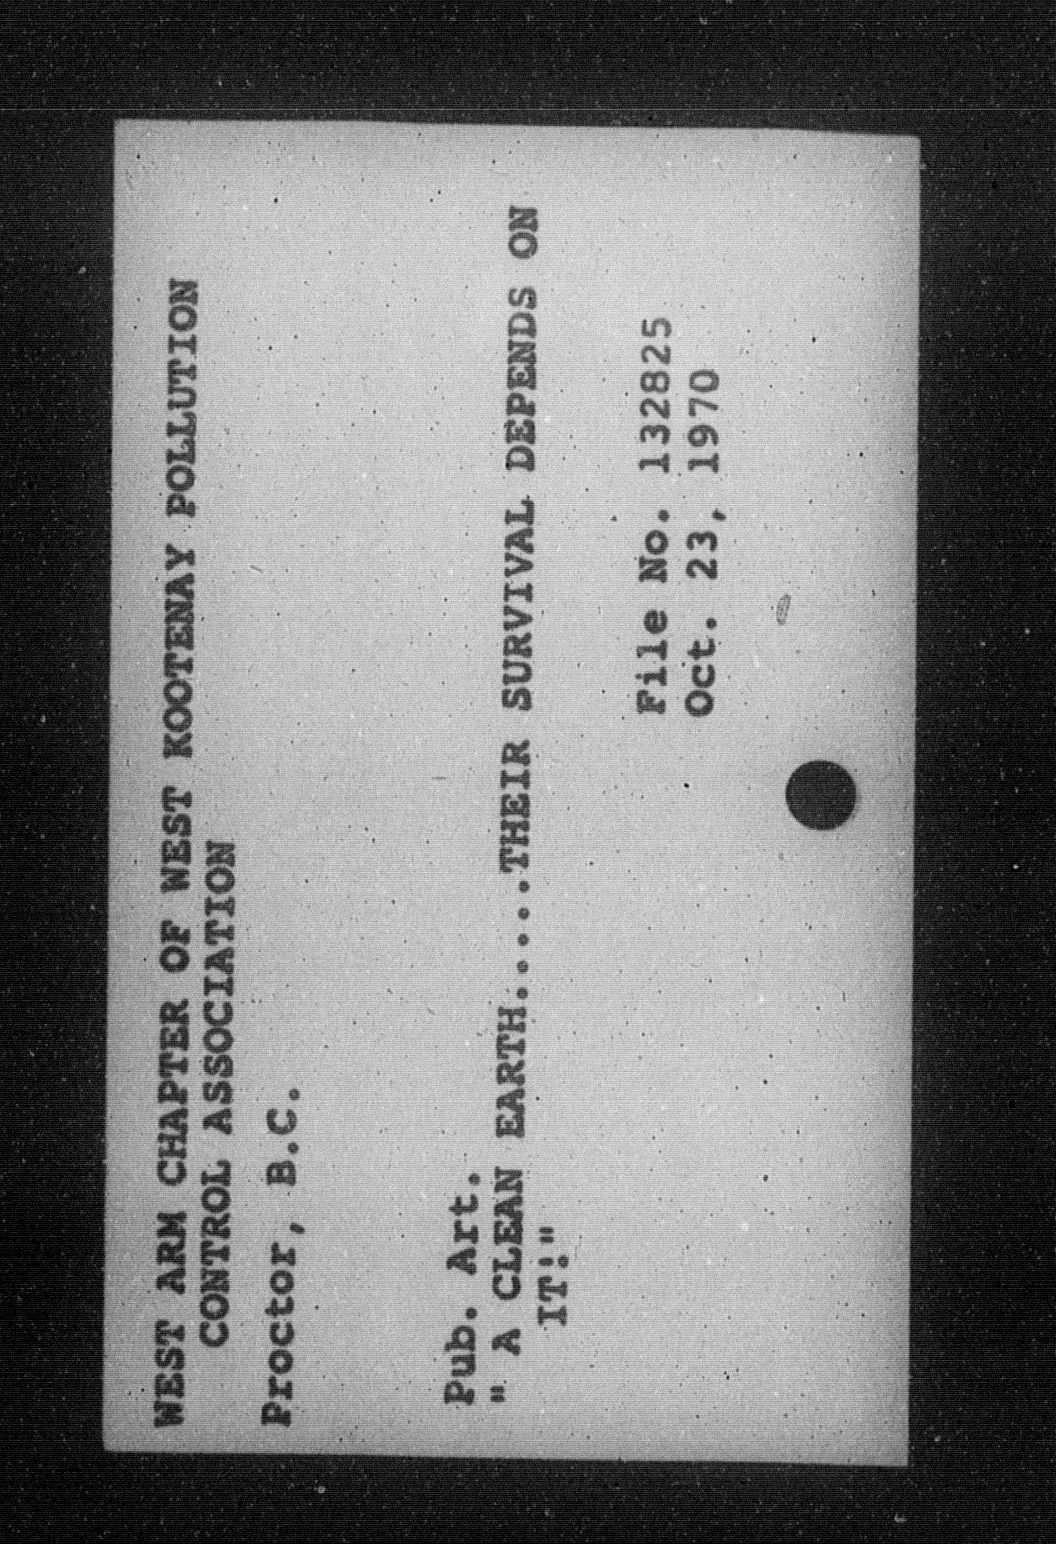 WEST ARM CHAPTER OF WEST KOOTENAY POLLUTION
CONTROL ASSOCIATION
Proctor, B.C.
Pub. Art.
" A CLEAN EARTH......THEIR SURVIVAL DEPENDS ON
IT!"
File No. 132825
Oct. 23, 1970